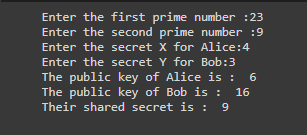 Enter the first prime number :23
Enter the second prime number :9
Enter the secret X for Alice:4
Enter the secret Y for Bob:3
The public key of Alice is :  6
The public key of Bob is :  16
Their shared secret is :  9